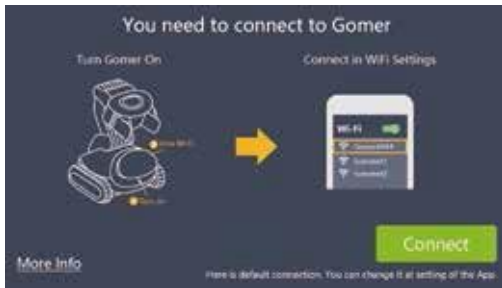 You need to connect to Gomer
Turn Gomer On
Connect in WiFi Settings
Wi-Fi
Connect
More Info
Here is default connection. You can change it at setting of the App